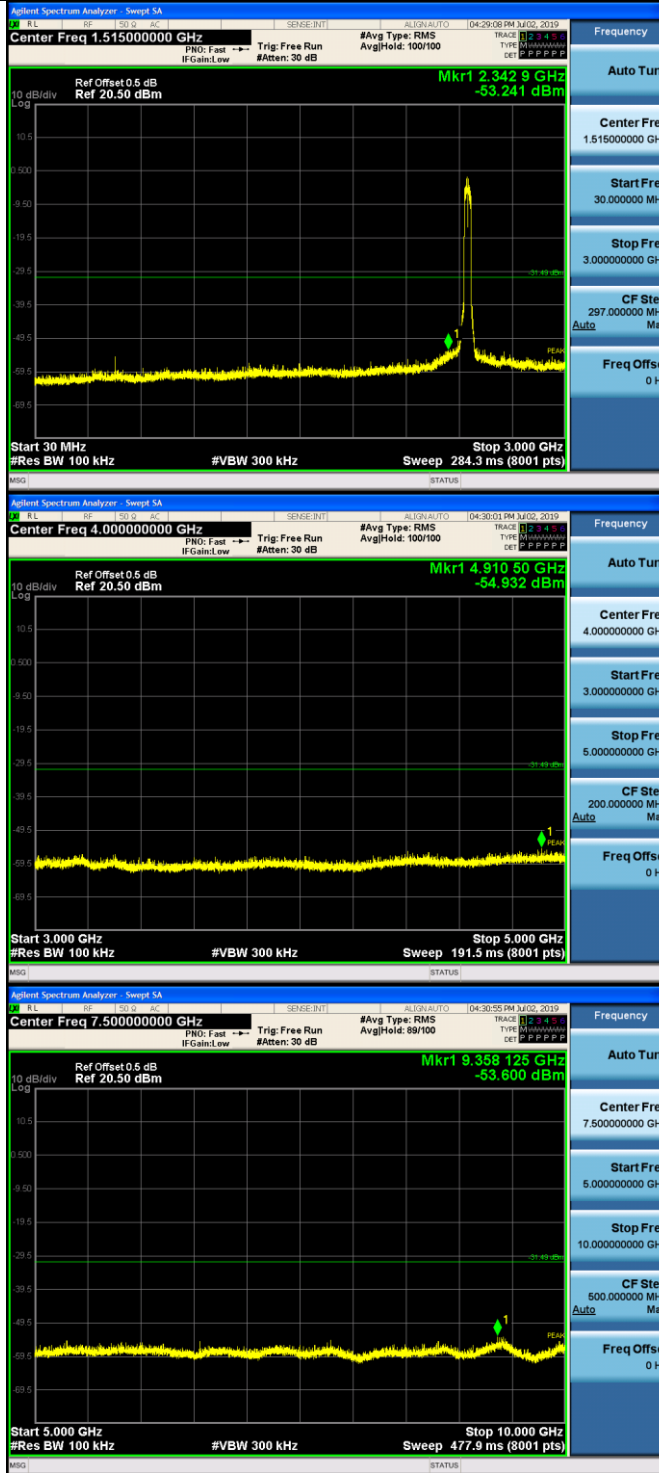 Agilent Spectrum Analyzer - Swept SA
RL RF 50 Ω AC SENSE:INT ALIGNAUTO 04:29:08 PM Jul 02, 2019
Center Freq 1.515000000 GHz
PNO: Fast
IFGain:Low
Trig: Free Run
#Atten: 30 dB
#Avg Type: RMS
Avg|Hold: 100/100
TRACE 1 2 3 4 5 6
TYPE M
DET P P P P P P
Frequency
Mkr1 2.342 9 GHz
-53.241 dBm
Ref Offset 0.5 dB
Ref 20.50 dBm
10 dB/div
Log
10.5
0.500
-9.50
-19.5
-29.5
-39.5
-49.5
-59.5
-69.5
-31.49 dBm
1
PEAK
Auto Tun
Center Fre
1.515000000 GH
Start Fre
30.000000 MH
Stop Fre
3.000000000 GH
CF Ste
297.000000 MH
Auto Ma
Freq Offse
0 H
Start 30 MHz Stop 3.000 GHz
#Res BW 100 kHz #VBW 300 kHz Sweep 284.3 ms (8001 pts)
MSG STATUS
Agilent Spectrum Analyzer - Swept SA
RL RF 50 Ω AC SENSE:INT ALIGNAUTO 04:30:01 PM Jul 02, 2019
Center Freq 4.000000000 GHz
PNO: Fast
IFGain:Low
Trig: Free Run
#Atten: 30 dB
#Avg Type: RMS
Avg|Hold: 100/100
TRACE 1 2 3 4 5 6
TYPE M
DET P P P P P P
Frequency
Mkr1 4.910 50 GHz
-54.932 dBm
Ref Offset 0.5 dB
Ref 20.50 dBm
10 dB/div
Log
10.5
0.500
-9.50
-19.5
-29.5
-39.5
-49.5
-59.5
-69.5
-31.49 dBm
1
PEAK
Auto Tun
Center Fre
4.000000000 GH
Start Fre
3.000000000 GH
Stop Fre
5.000000000 GH
CF Ste
200.000000 MH
Auto Ma
Freq Offse
0 H
Start 3.000 GHz Stop 5.000 GHz
#Res BW 100 kHz #VBW 300 kHz Sweep 191.5 ms (8001 pts)
MSG STATUS
Agilent Spectrum Analyzer - Swept SA
RL RF 50 Ω AC SENSE:INT ALIGNAUTO 04:30:55 PM Jul 02, 2019
Center Freq 7.500000000 GHz
PNO: Fast
IFGain:Low
Trig: Free Run
#Atten: 30 dB
#Avg Type: RMS
Avg|Hold: 89/100
TRACE 1 2 3 4 5 6
TYPE M
DET P P P P P P
Frequency
Mkr1 9.358 125 GHz
-53.600 dBm
Ref Offset 0.5 dB
Ref 20.50 dBm
10 dB/div
Log
10.5
0.500
-9.50
-19.5
-29.5
-39.5
-49.5
-59.5
-69.5
-31.49 dBm
1
PEAK
Auto Tun
Center Fre
7.500000000 GH
Start Fre
5.000000000 GH
Stop Fre
10.000000000 GH
CF Ste
500.000000 MH
Auto Ma
Freq Offse
0 H
Start 5.000 GHz Stop 10.000 GHz
#Res BW 100 kHz #VBW 300 kHz Sweep 477.9 ms (8001 pts)
MSG STATUS